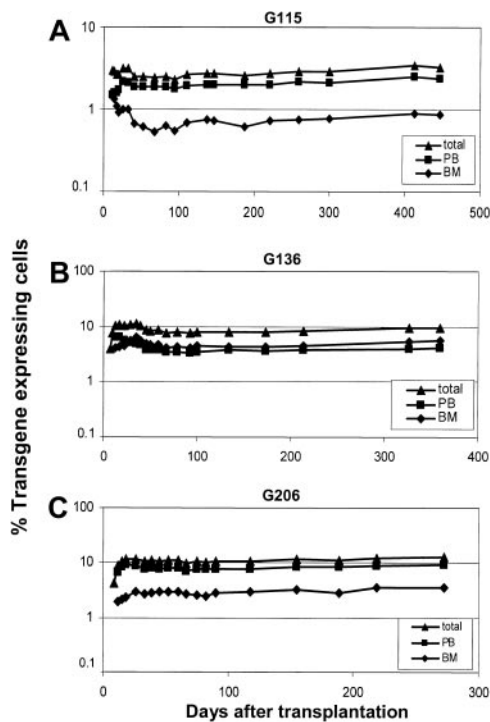 A
G115
10
1
0.1
total
PB
BM
0 100 200 300 400 500
B
G136
100
10
1
0.1
total
PB
BM
0 100 200 300 400
C
G206
100
10
1
0.1
total
PB
BM
0 100 200 300
% Transgene expressing cells
Days after transplantation